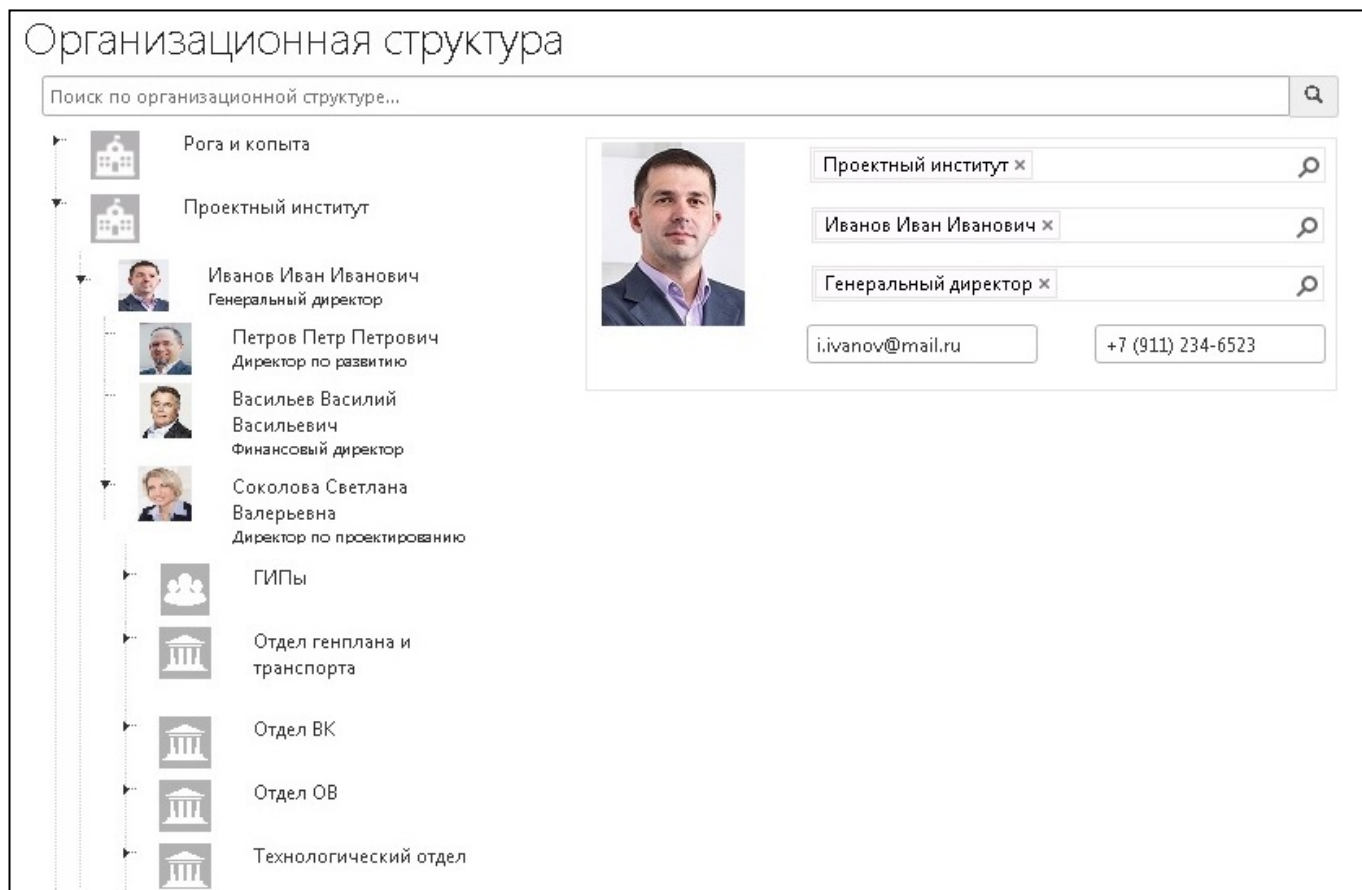 Организационная структура
Поиск по организационной структуре...
Рога и копыта
Проектный институт
Иванов Иван Иванович
Генеральный директор
Петров Петр Петрович
Директор по развитию
Васильев Василий
Васильевич
Финансовый директор
Соколова Светлана
Валерьевна
Директор по проектированию
ГИПы
Отдел генплана и
транспорта
Отдел ВК
Отдел ОВ
Технологический отдел
Проектный институт ×
Иванов Иван Иванович ×
Генеральный директор ×
i.ivanov@mail.ru
+7 (911) 234-6523